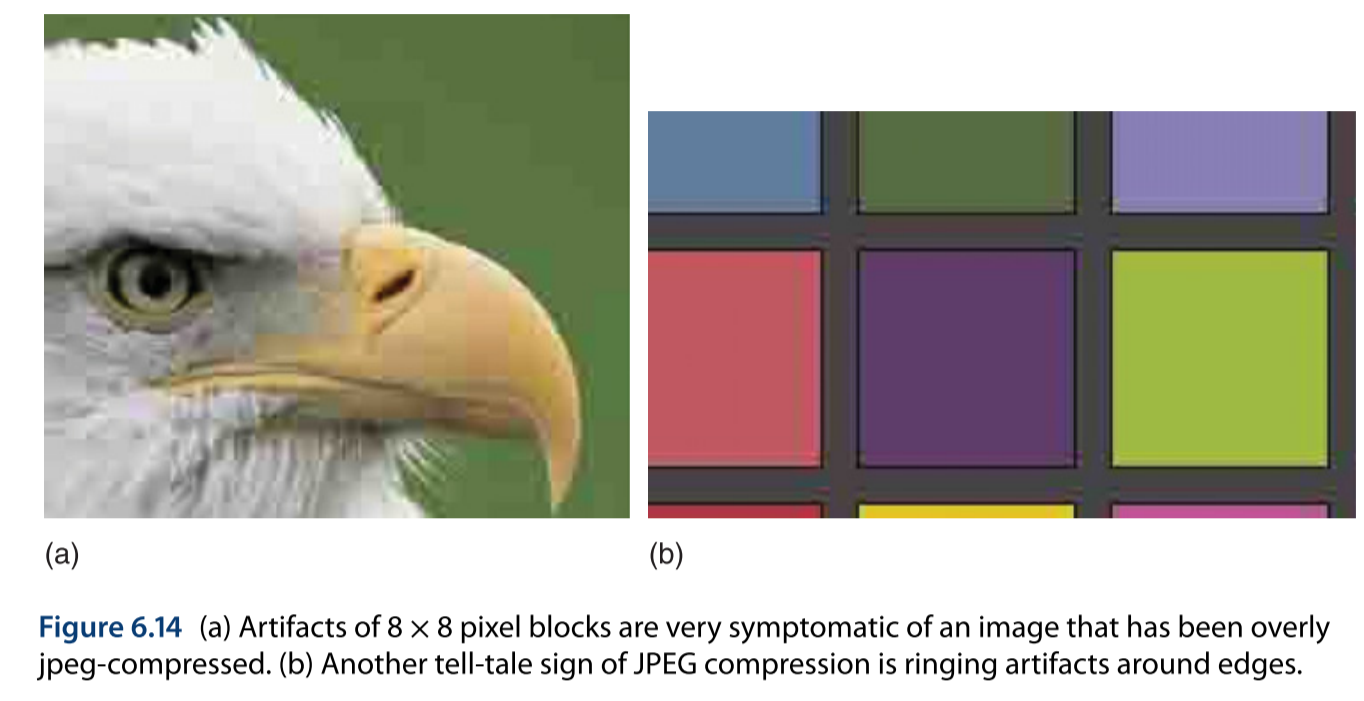 (a)
(b)
Figure 6.14 (a) Artifacts of 8 × 8 pixel blocks are very symptomatic of an image that has been overly
jpeg-compressed. (b) Another tell-tale sign of JPEG compression is ringing artifacts around edges.